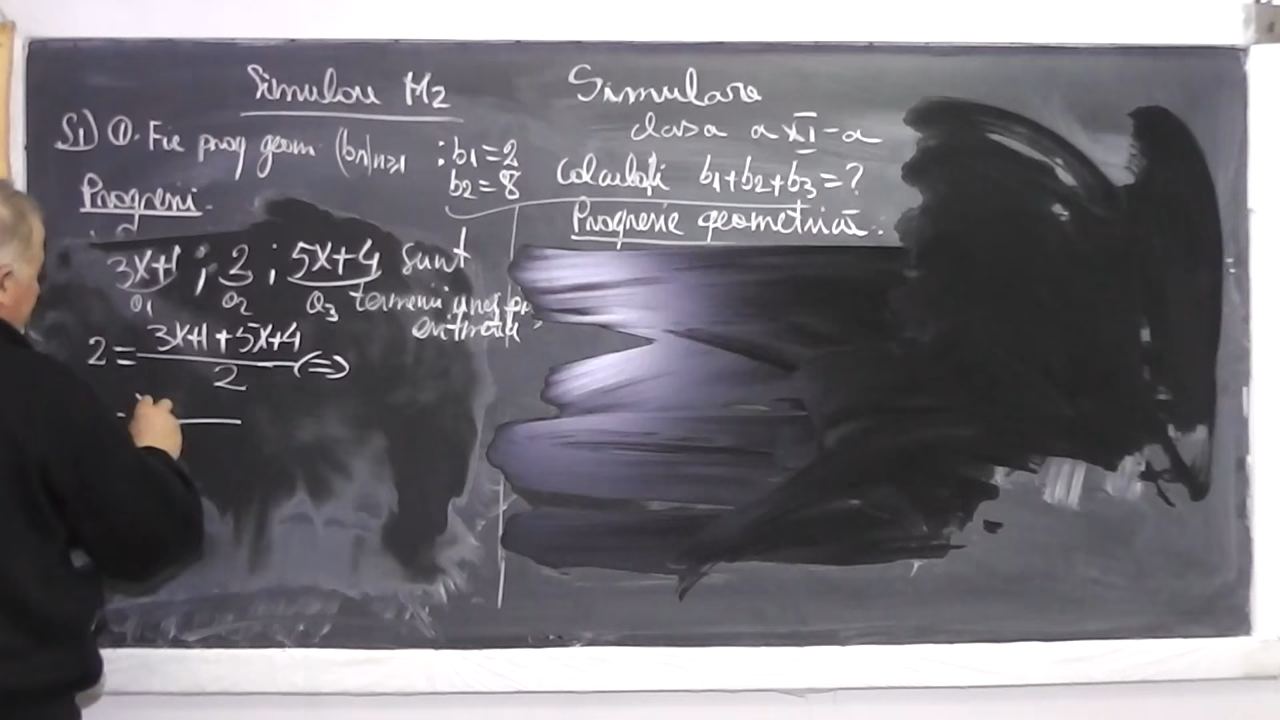 Simulare M2
S1) ①. Fie prog geom (bn)n≥1 ; b1=2
b2=8
Progresii.
3x+1 ; 2 ; 5x+4 sunt
a1 a2 a3 termenii unei
aritmetice
2 = (3x+1+5x+4)/2 (=>
Simulare
clasa a XI-a
Calculați b1+b2+b3=?
Progresie geometrică.